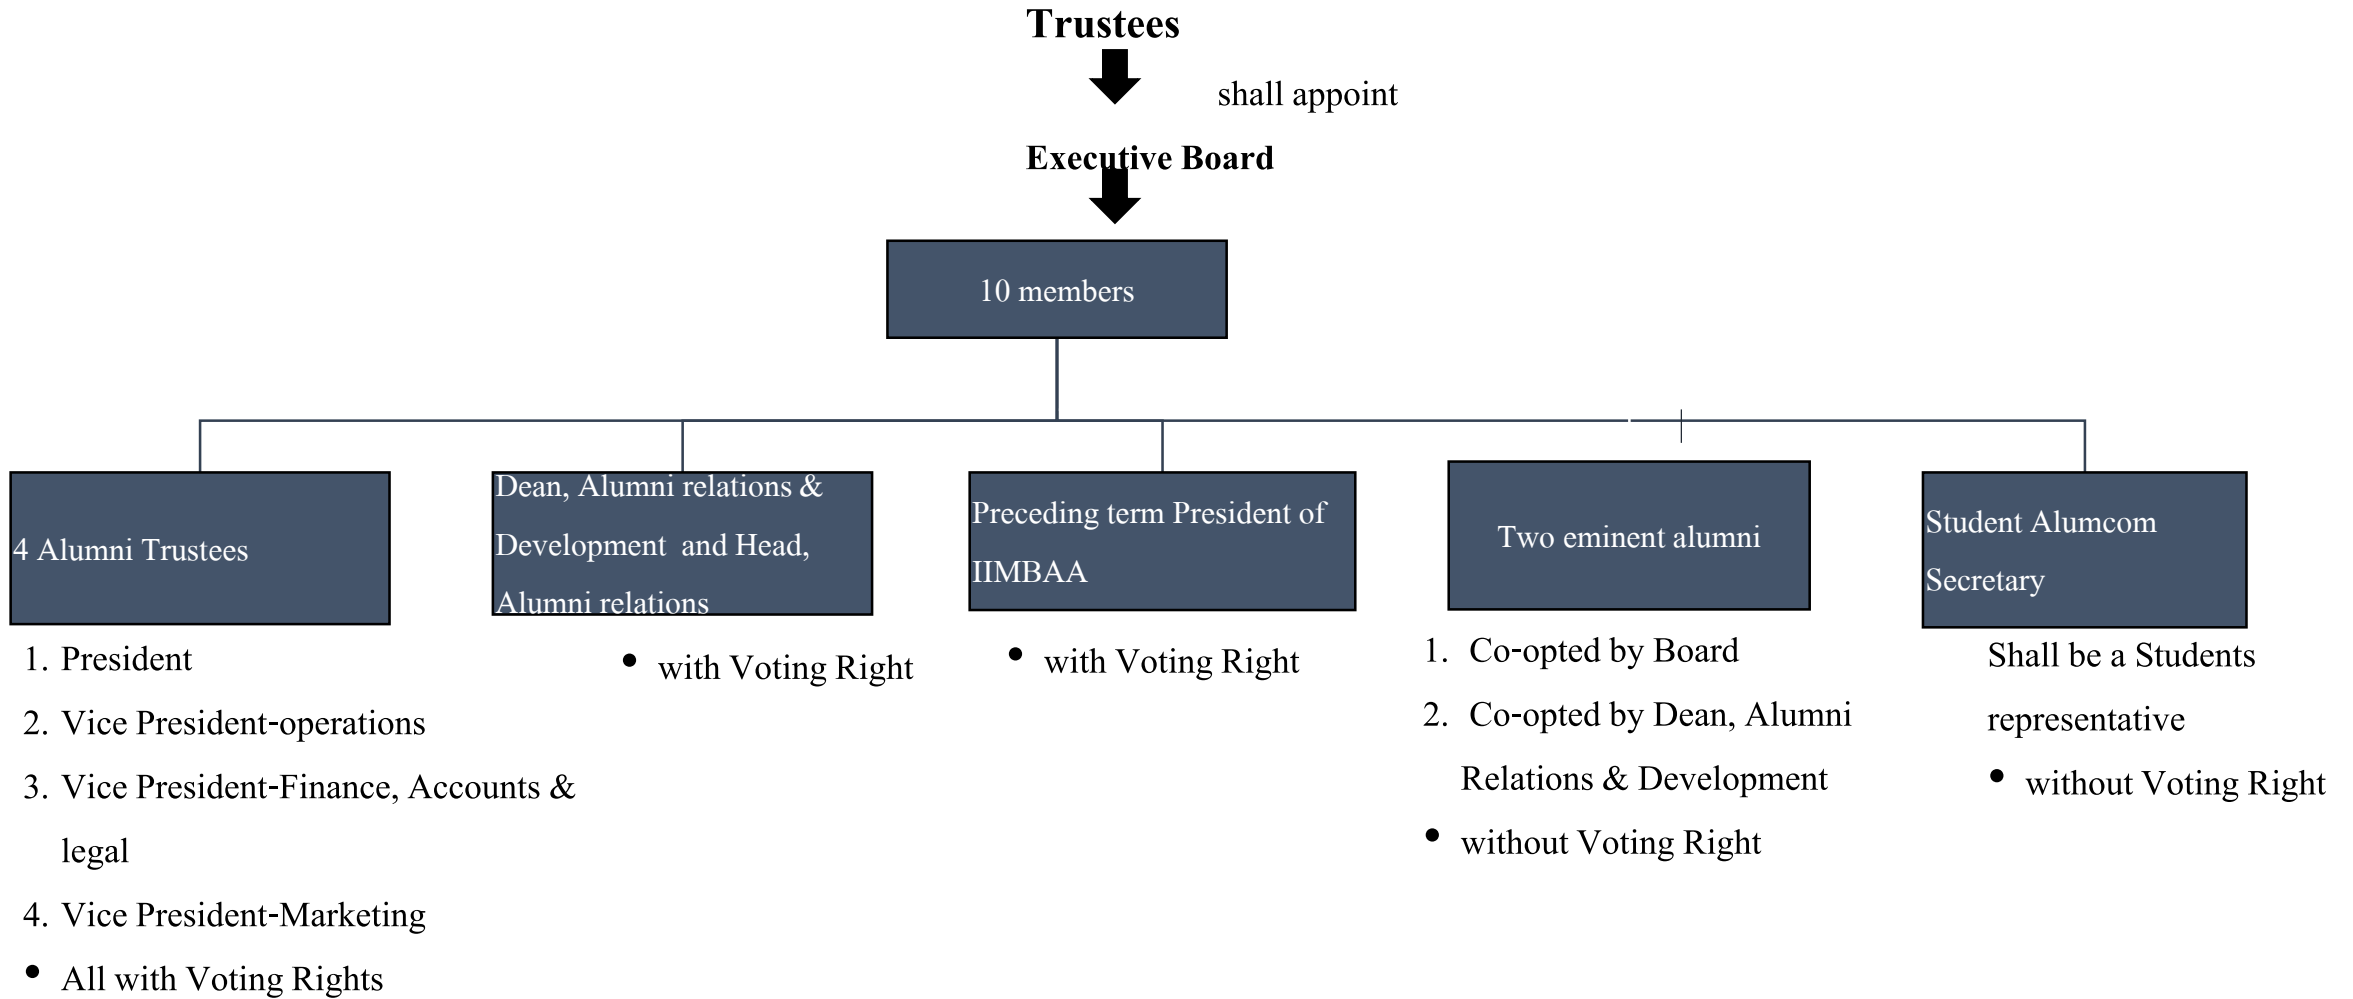 Trustees
shall appoint
Executive Board
10 members
4 Alumni Trustees
1. President
2. Vice President-operations
3. Vice President-Finance, Accounts &
legal
4. Vice President-Marketing
• All with Voting Rights
Dean, Alumni relations &
Development and Head,
Alumni relations
• with Voting Right
Preceding term President of
IIMBAA
• with Voting Right
Two eminent alumni
1. Co-opted by Board
2. Co-opted by Dean, Alumni
Relations & Development
• without Voting Right
Student Alumcom
Secretary
Shall be a Students
representative
• without Voting Right